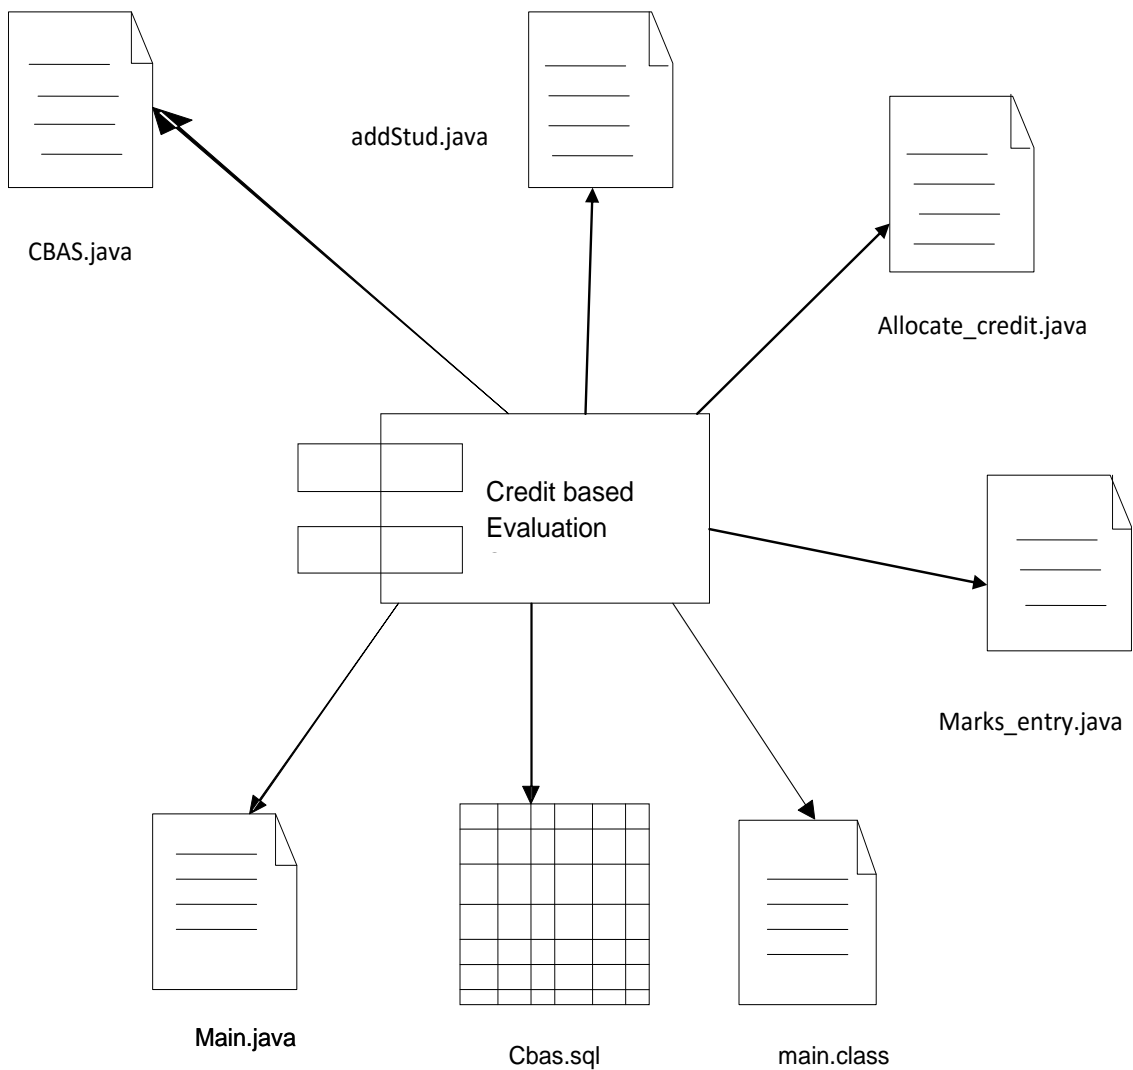 addStud.java
CBAS.java
Allocate_credit.java
Credit based
Evaluation
Marks_entry.java
Main.java
Cbas.sql
main.class